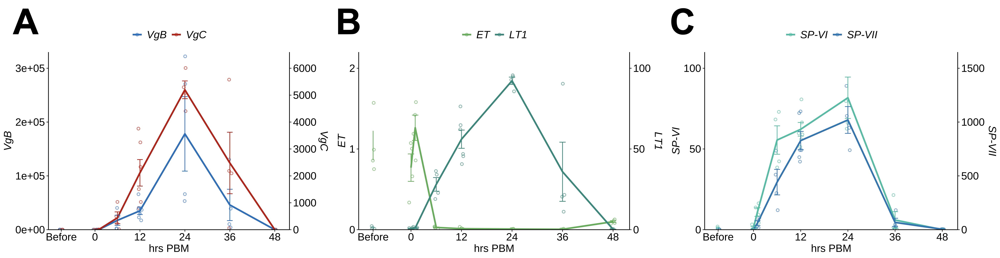 A
VgB VgC
3e+05
2e+05
1e+05
0e+00
VgB
6000
5000
4000
3000
2000
1000
0
VgC
Before 0 12 24 36 48
hrs PBM
B
ET LT1
2
1
0
ET
100
50
0
LT1
Before 0 12 24 36 48
hrs PBM
C
SP-VI SP-VII
100
50
0
SP-VI
1500
1000
500
0
SP-VII
Before 0 12 24 36 48
hrs PBM